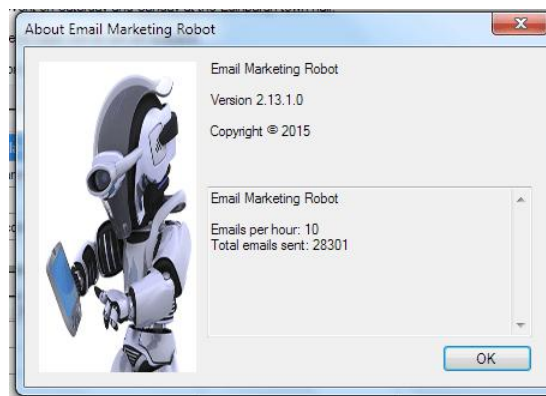 About Email Marketing Robot
Email Marketing Robot
Version 2.13.1.0
Copyright © 2015
Email Marketing Robot
Emails per hour: 10
Total emails sent: 28301
OK